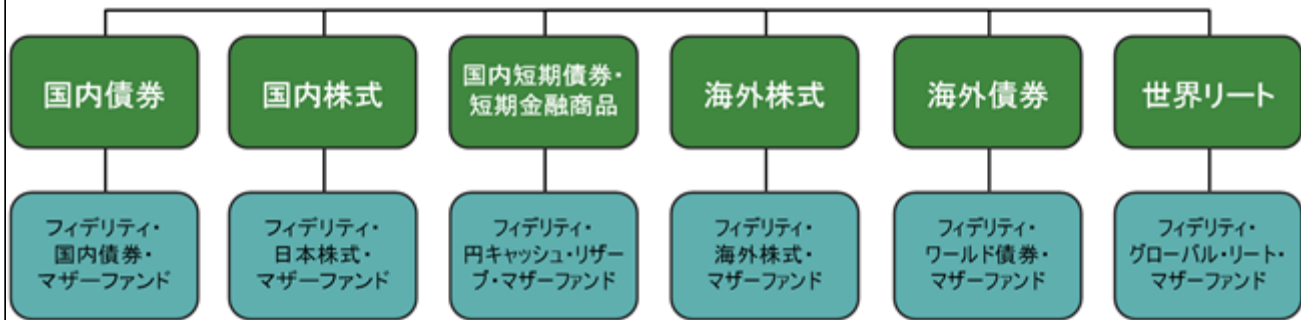 国内債券
国内株式
国内短期債券・
短期金融商品
海外株式
海外債券
世界リート
フィデリティ・
国内債券・
マザーファンド
フィデリティ・
日本株式・
マザーファンド
フィデリティ・
円キャッシュ・リザー
ブ・マザーファンド
フィデリティ・
海外株式・
マザーファンド
フィデリティ・
ワールド債券・
マザーファンド
フィデリティ・
グローバル・リート・
マザーファンド